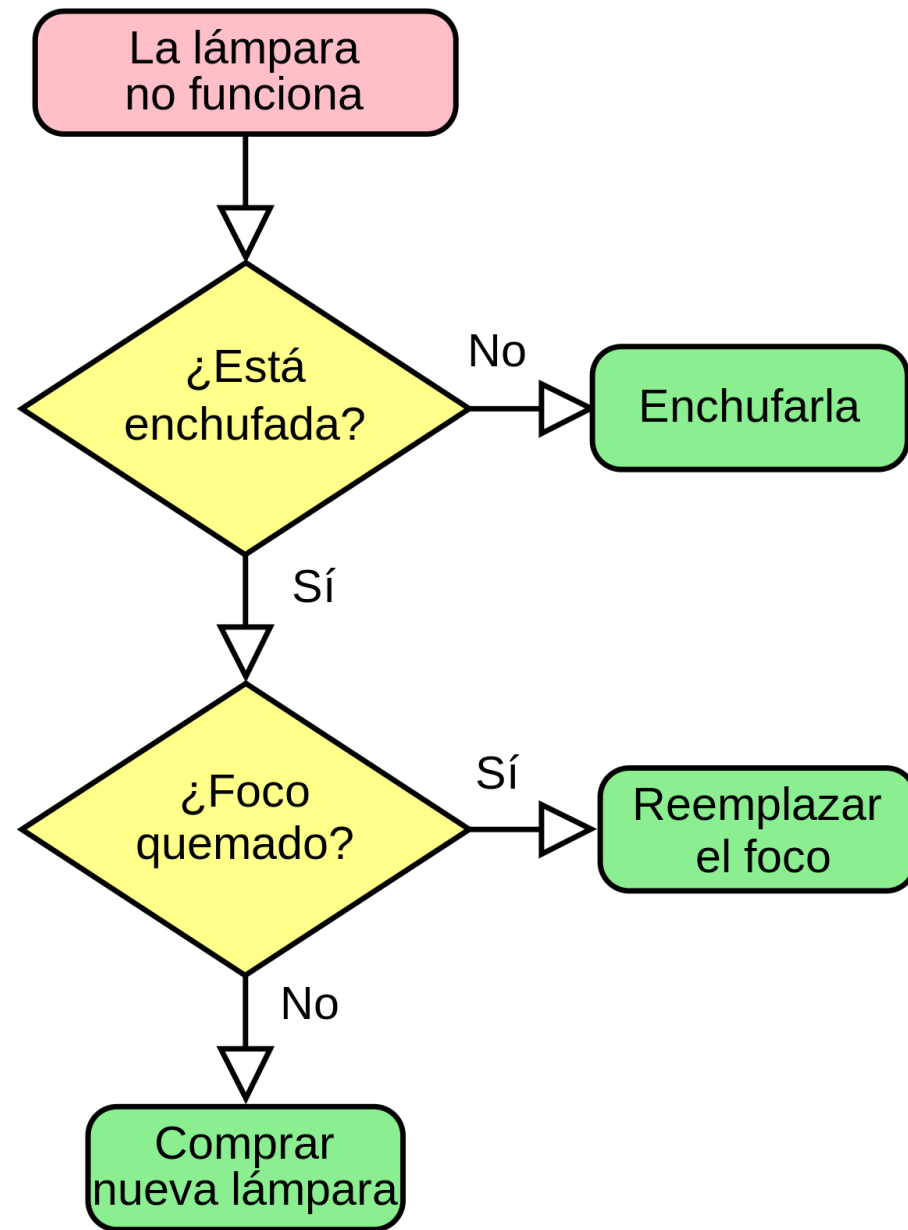 La lámpara
no funciona
¿Está
enchufada?
No
Enchufarla
Sí
¿Foco
quemado?
Sí
Reemplazar
el foco
No
Comprar
nueva lámpara